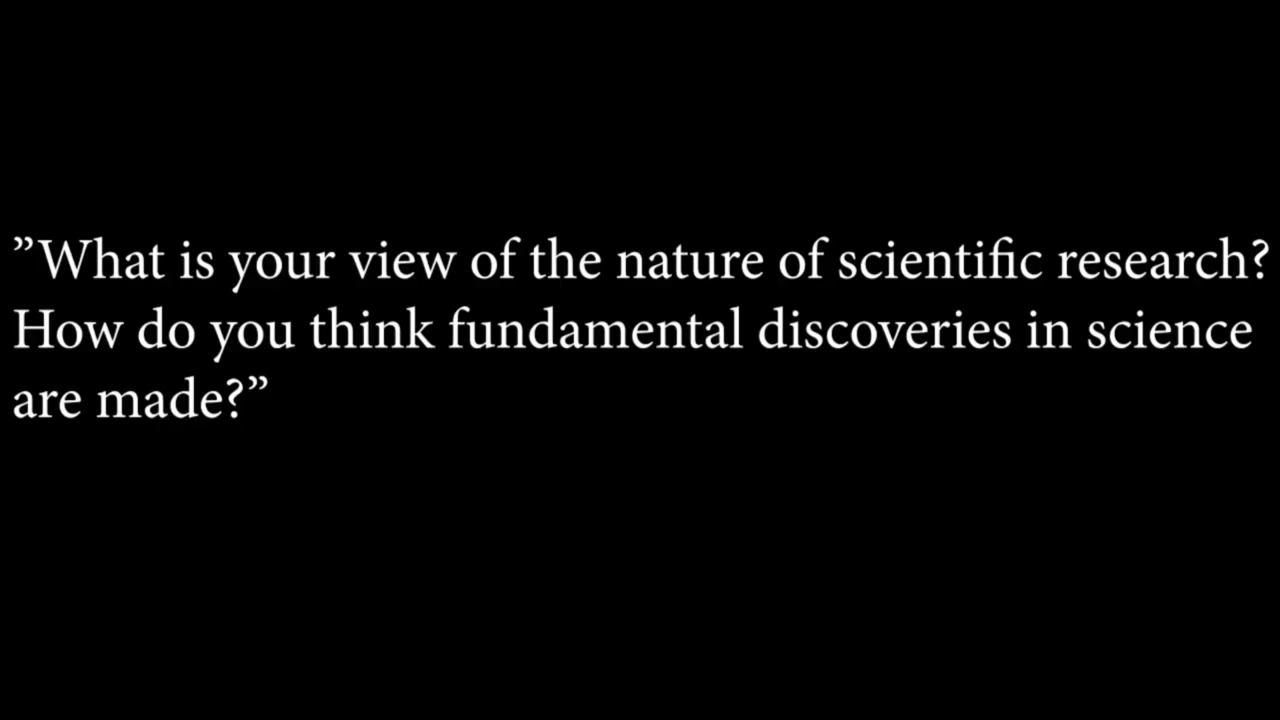 ”What is your view of the nature of scientific research?
How do you think fundamental discoveries in science
are made?”